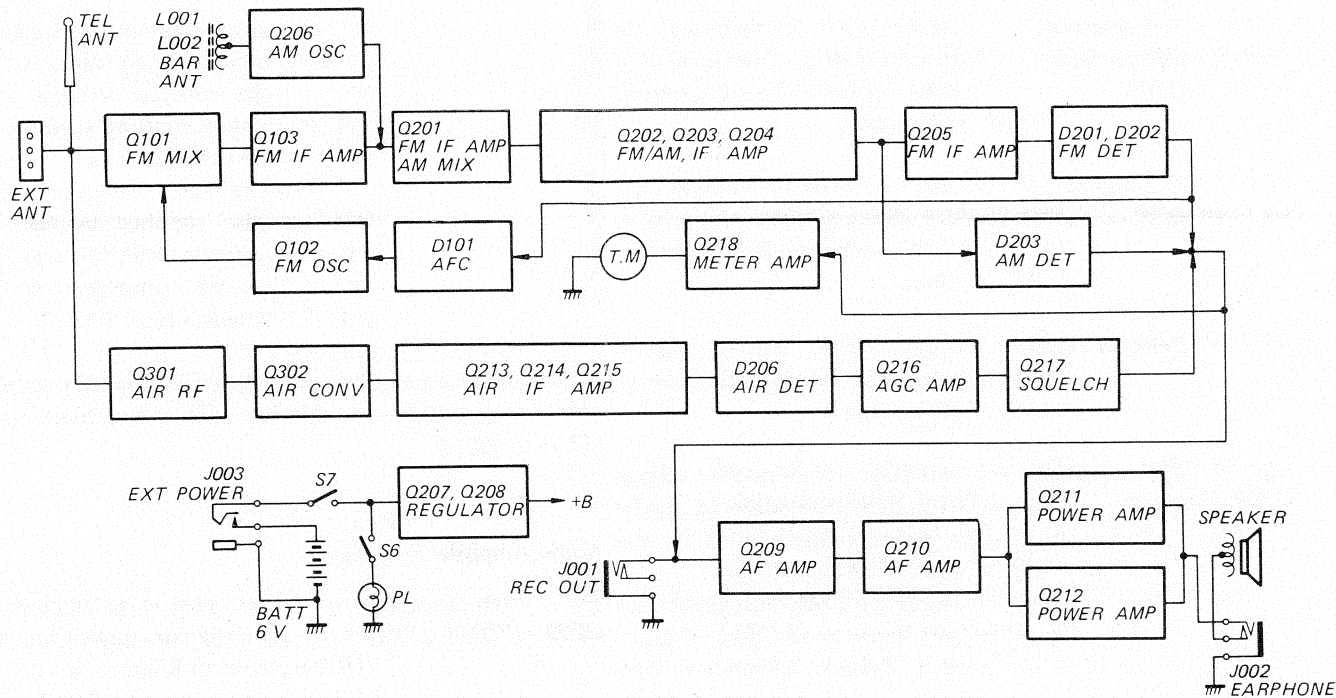 TEL
ANT
L001
L002
BAR
ANT
Q206
AM OSC
EXT
ANT
Q101
FM MIX
Q103
FM IF AMP
Q201
FM IF AMP
AM MIX
Q202, Q203, Q204
FM/AM, IF AMP
Q205
FM IF AMP
D201, D202
FM DET
Q102
FM OSC
D101
AFC
T.M
Q218
METER AMP
D203
AM DET
Q301
AIR RF
Q302
AIR CONV
Q213, Q214, Q215
AIR IF AMP
D206
AIR DET
Q216
AGC AMP
Q217
SQUELCH
J003
EXT POWER
S7
Q207, Q208
REGULATOR
+B
S6
PL
BATT
6 V
J001
REC OUT
Q209
AF AMP
Q210
AF AMP
Q211
POWER AMP
Q212
POWER AMP
SPEAKER
J002
EARPHONE